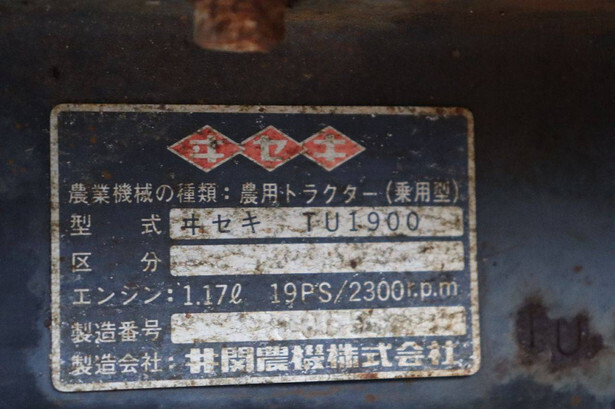 ヰセキ
農業機械の種類：農用トラクター（乗用型）
型式 ヰセキ TU1900
区分
エンジン：1.17ℓ 19PS/2300r.p.m
製造番号
製造会社：井関農機株式会社
TU